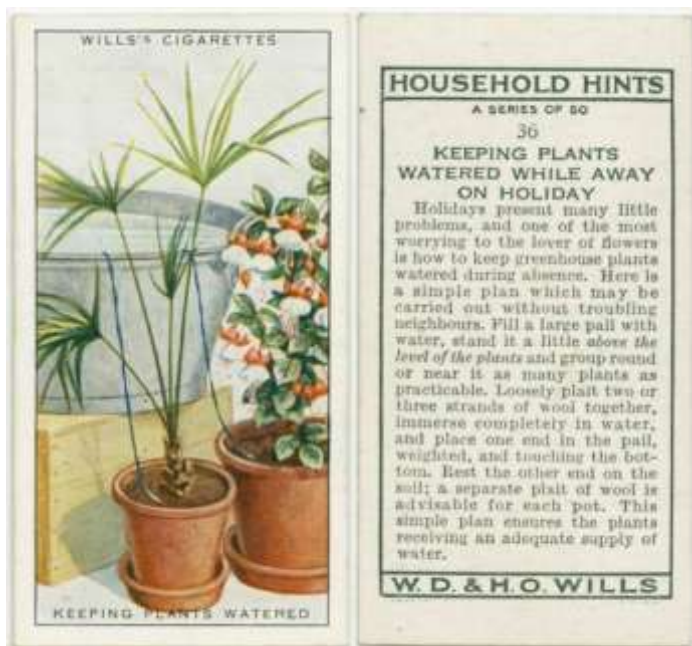 WILLS'S CIGARETTES
KEEPING PLANTS WATERED
HOUSEHOLD HINTS
A SERIES OF 50
36
KEEPING PLANTS
WATERED WHILE AWAY
ON HOLIDAY
Holidays present many little
problems, and one of the most
worrying to the lover of flowers
is how to keep greenhouse plants
watered during absence. Here is
a simple plan which may be
carried out without troubling
neighbours. Fill a large pail with
water, stand it a little above the
level of the plants and group round
or near it as many plants as
practicable. Loosely plait two or
three strands of wool together,
immerse completely in water,
and place one end in the pail,
weighted, and touching the bot-
tom. Rest the other end on the
soil; a separate plait of wool is
advisable for each pot. This
simple plan ensures the plants
receiving an adequate supply of
water.
W. D. & H. O. WILLS